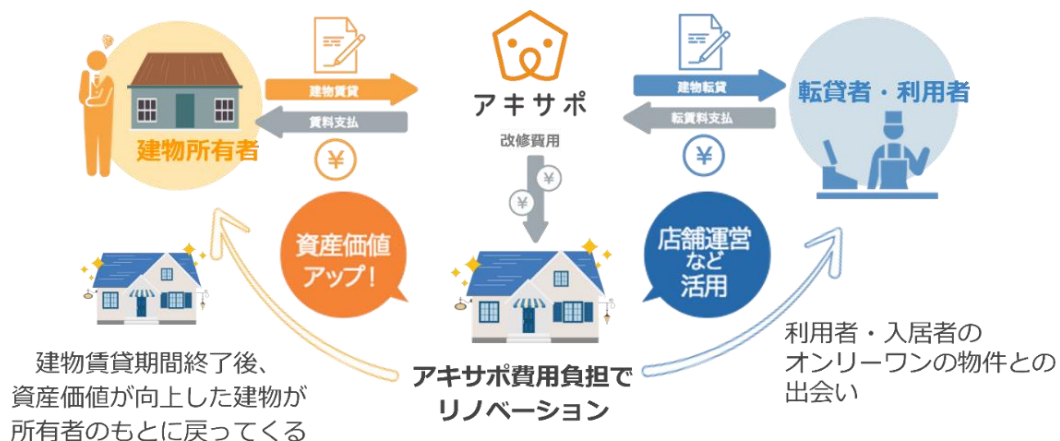 建物賃貸
賃料支払
¥
建物所有者
アキサポ
改修費用
¥
¥
建物転貸
転賃料支払
¥
転貸者・利用者
資産価値
アップ!
店舗運営
など
活用
建物賃貸期間終了後、
資産価値が向上した建物が
所有者のもとに戻ってくる
アキサポ費用負担で
リノベーション
利用者・入居者の
オンリーワンの物件との
出会い